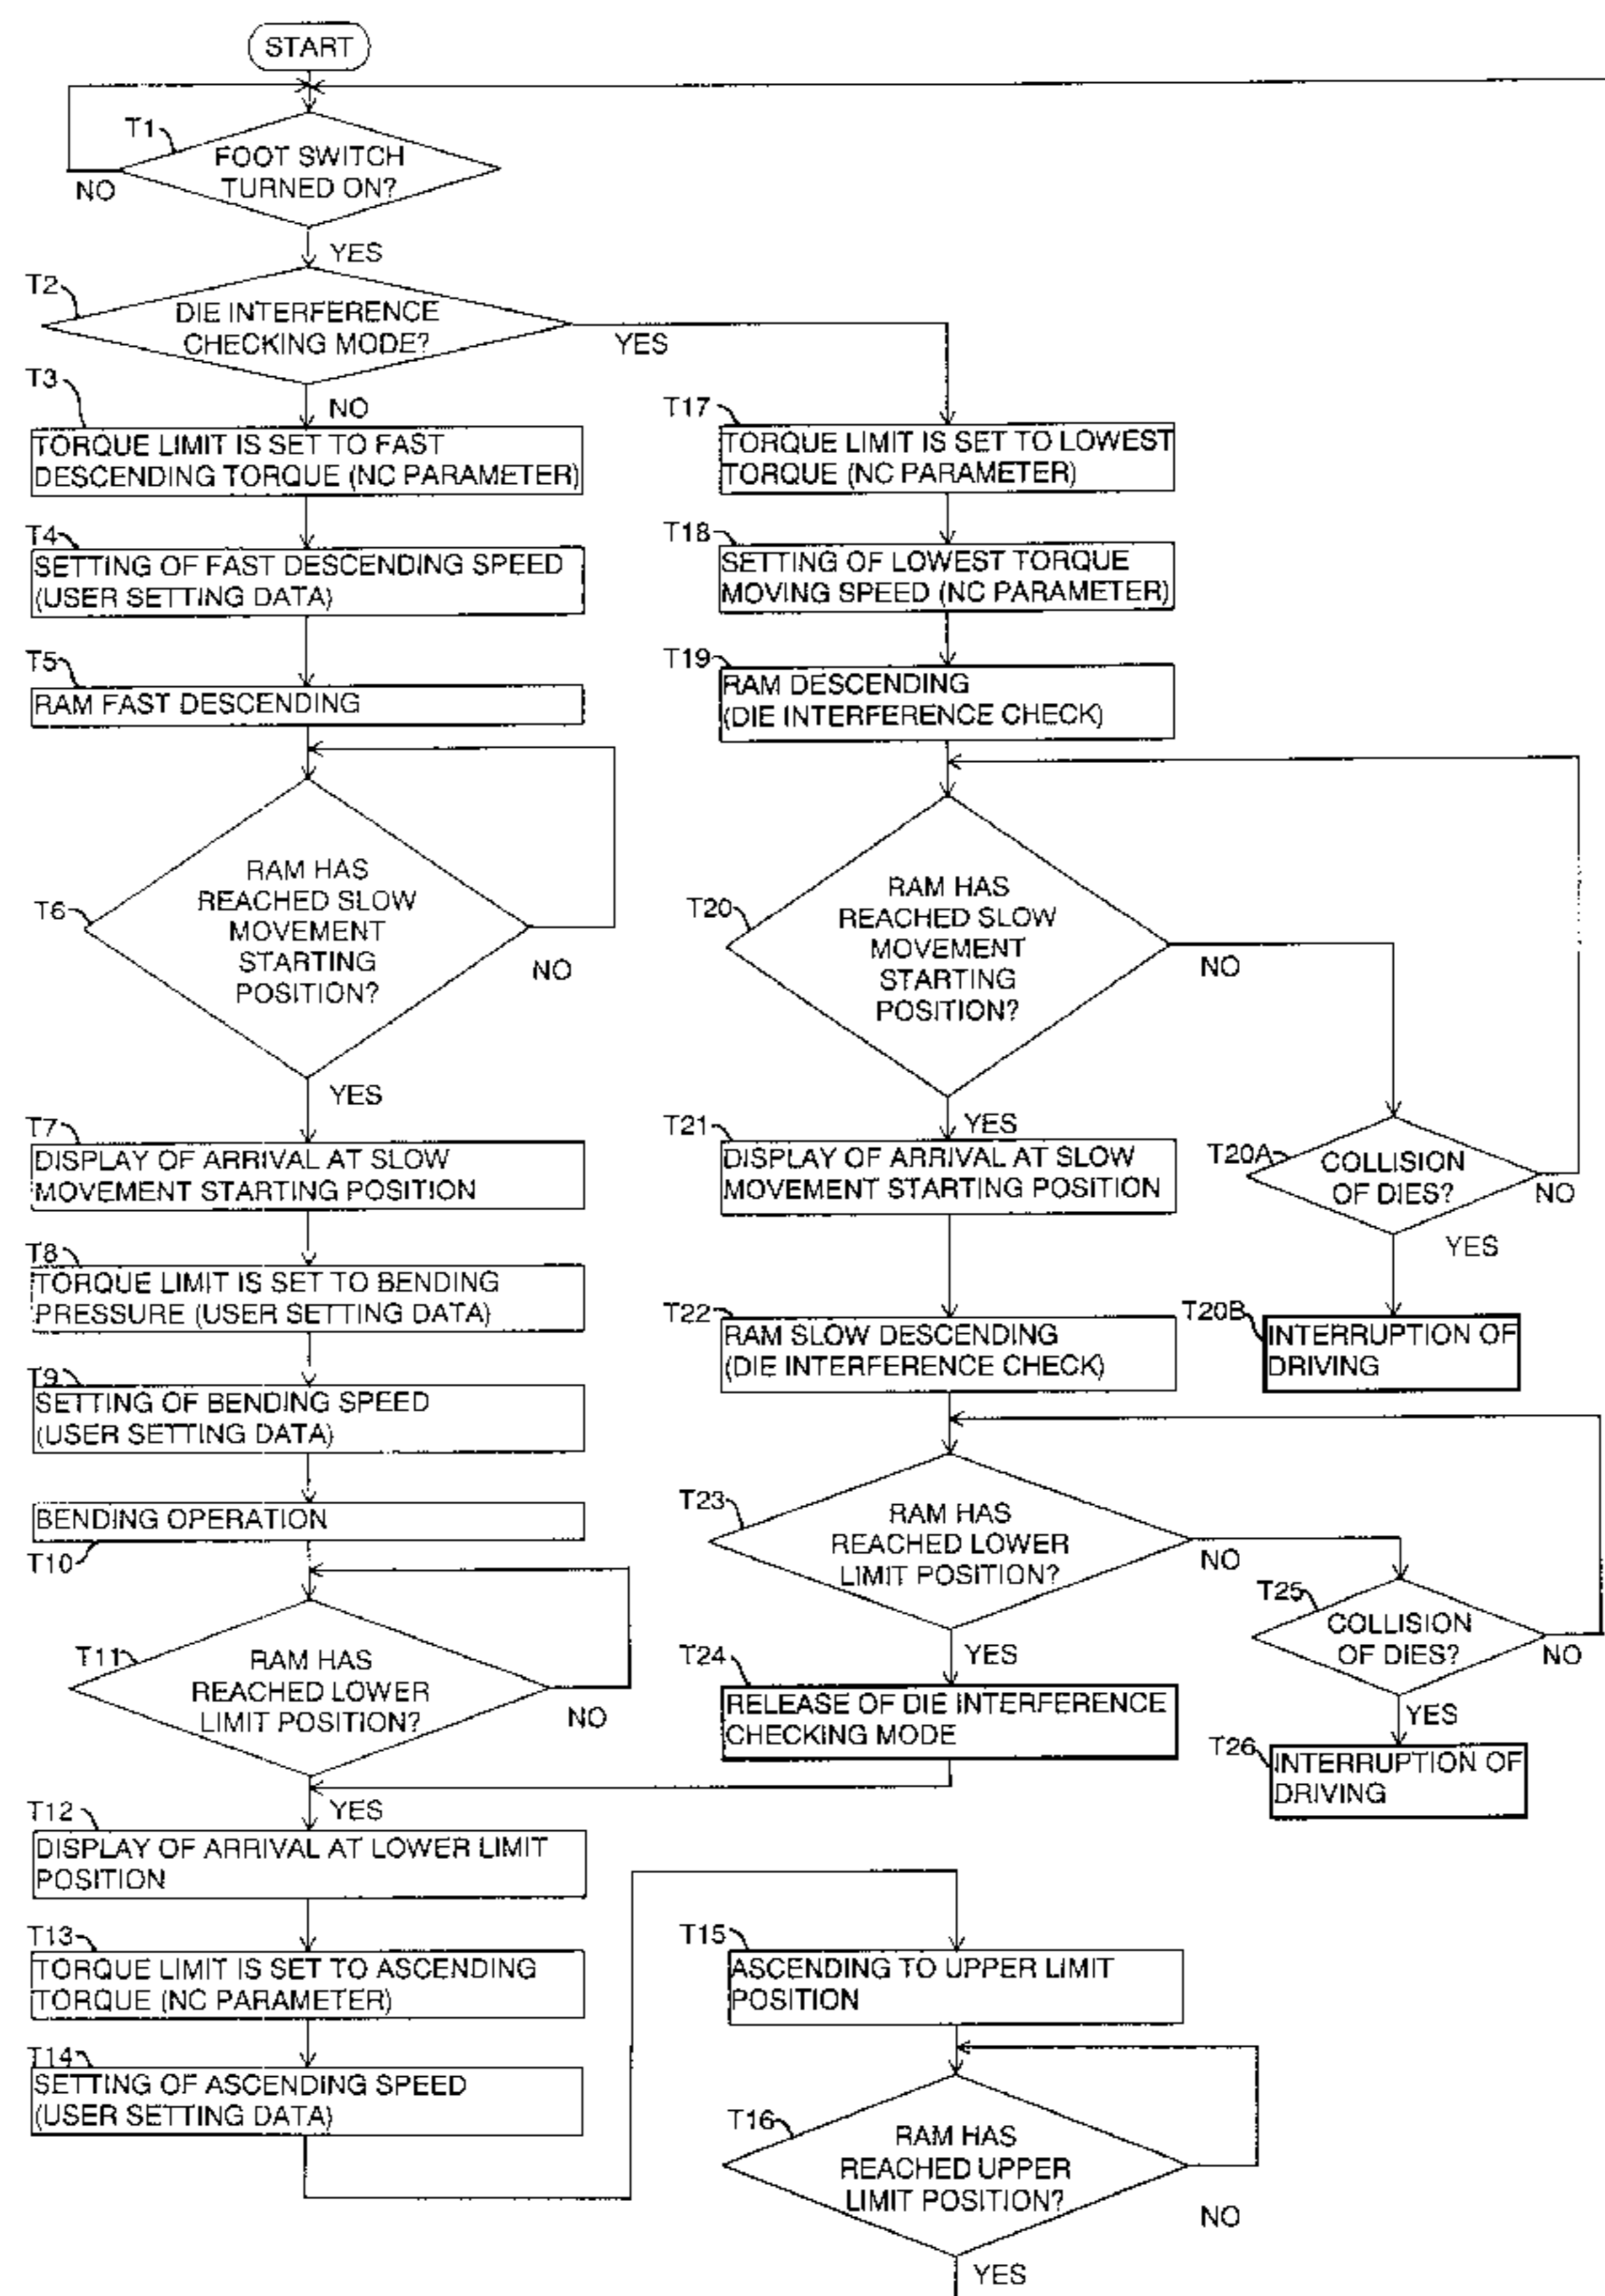 START
T1
FOOT SWITCH
TURNED ON?
NO
YES
T2
DIE INTERFERENCE
CHECKING MODE?
YES
NO
T3
TORQUE LIMIT IS SET TO FAST
DESCENDING TORQUE (NC PARAMETER)
T4
SETTING OF FAST DESCENDING SPEED
(USER SETTING DATA)
T5
RAM FAST DESCENDING
T6
RAM HAS
REACHED SLOW
MOVEMENT
STARTING
POSITION?
NO
YES
T7
DISPLAY OF ARRIVAL AT SLOW
MOVEMENT STARTING POSITION
T8
TORQUE LIMIT IS SET TO BENDING
PRESSURE (USER SETTING DATA)
T9
SETTING OF BENDING SPEED
(USER SETTING DATA)
BENDING OPERATION
T10
T11
RAM HAS
REACHED LOWER
LIMIT POSITION?
NO
YES
T12
DISPLAY OF ARRIVAL AT LOWER LIMIT
POSITION
T13
TORQUE LIMIT IS SET TO ASCENDING
TORQUE (NC PARAMETER)
T14
SETTING OF ASCENDING SPEED
(USER SETTING DATA)
T15
ASCENDING TO UPPER LIMIT
POSITION
T16
RAM HAS
REACHED UPPER
LIMIT POSITION?
NO
YES
T17
TORQUE LIMIT IS SET TO LOWEST
TORQUE (NC PARAMETER)
T18
SETTING OF LOWEST TORQUE
MOVING SPEED (NC PARAMETER)
T19
RAM DESCENDING
(DIE INTERFERENCE CHECK)
T20
RAM HAS
REACHED SLOW
MOVEMENT
STARTING
POSITION?
NO
YES
T20A
COLLISION
OF DIES?
NO
YES
T20B
INTERRUPTION OF
DRIVING
T21
DISPLAY OF ARRIVAL AT SLOW
MOVEMENT STARTING POSITION
T22
RAM SLOW DESCENDING
(DIE INTERFERENCE CHECK)
T23
RAM HAS
REACHED LOWER
LIMIT POSITION?
NO
YES
T24
RELEASE OF DIE INTERFERENCE
CHECKING MODE
T25
COLLISION
OF DIES?
NO
YES
T26
INTERRUPTION OF
DRIVING